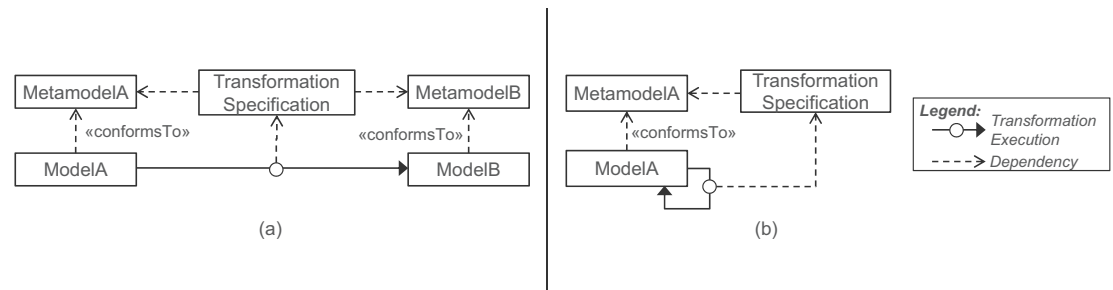 MetamodelA
Transformation
Specification
MetamodelB
«conformsTo»
«conformsTo»
ModelA
ModelB
(a)
MetamodelA
Transformation
Specification
«conformsTo»
ModelA
(b)
Legend:
Transformation
Execution
Dependency